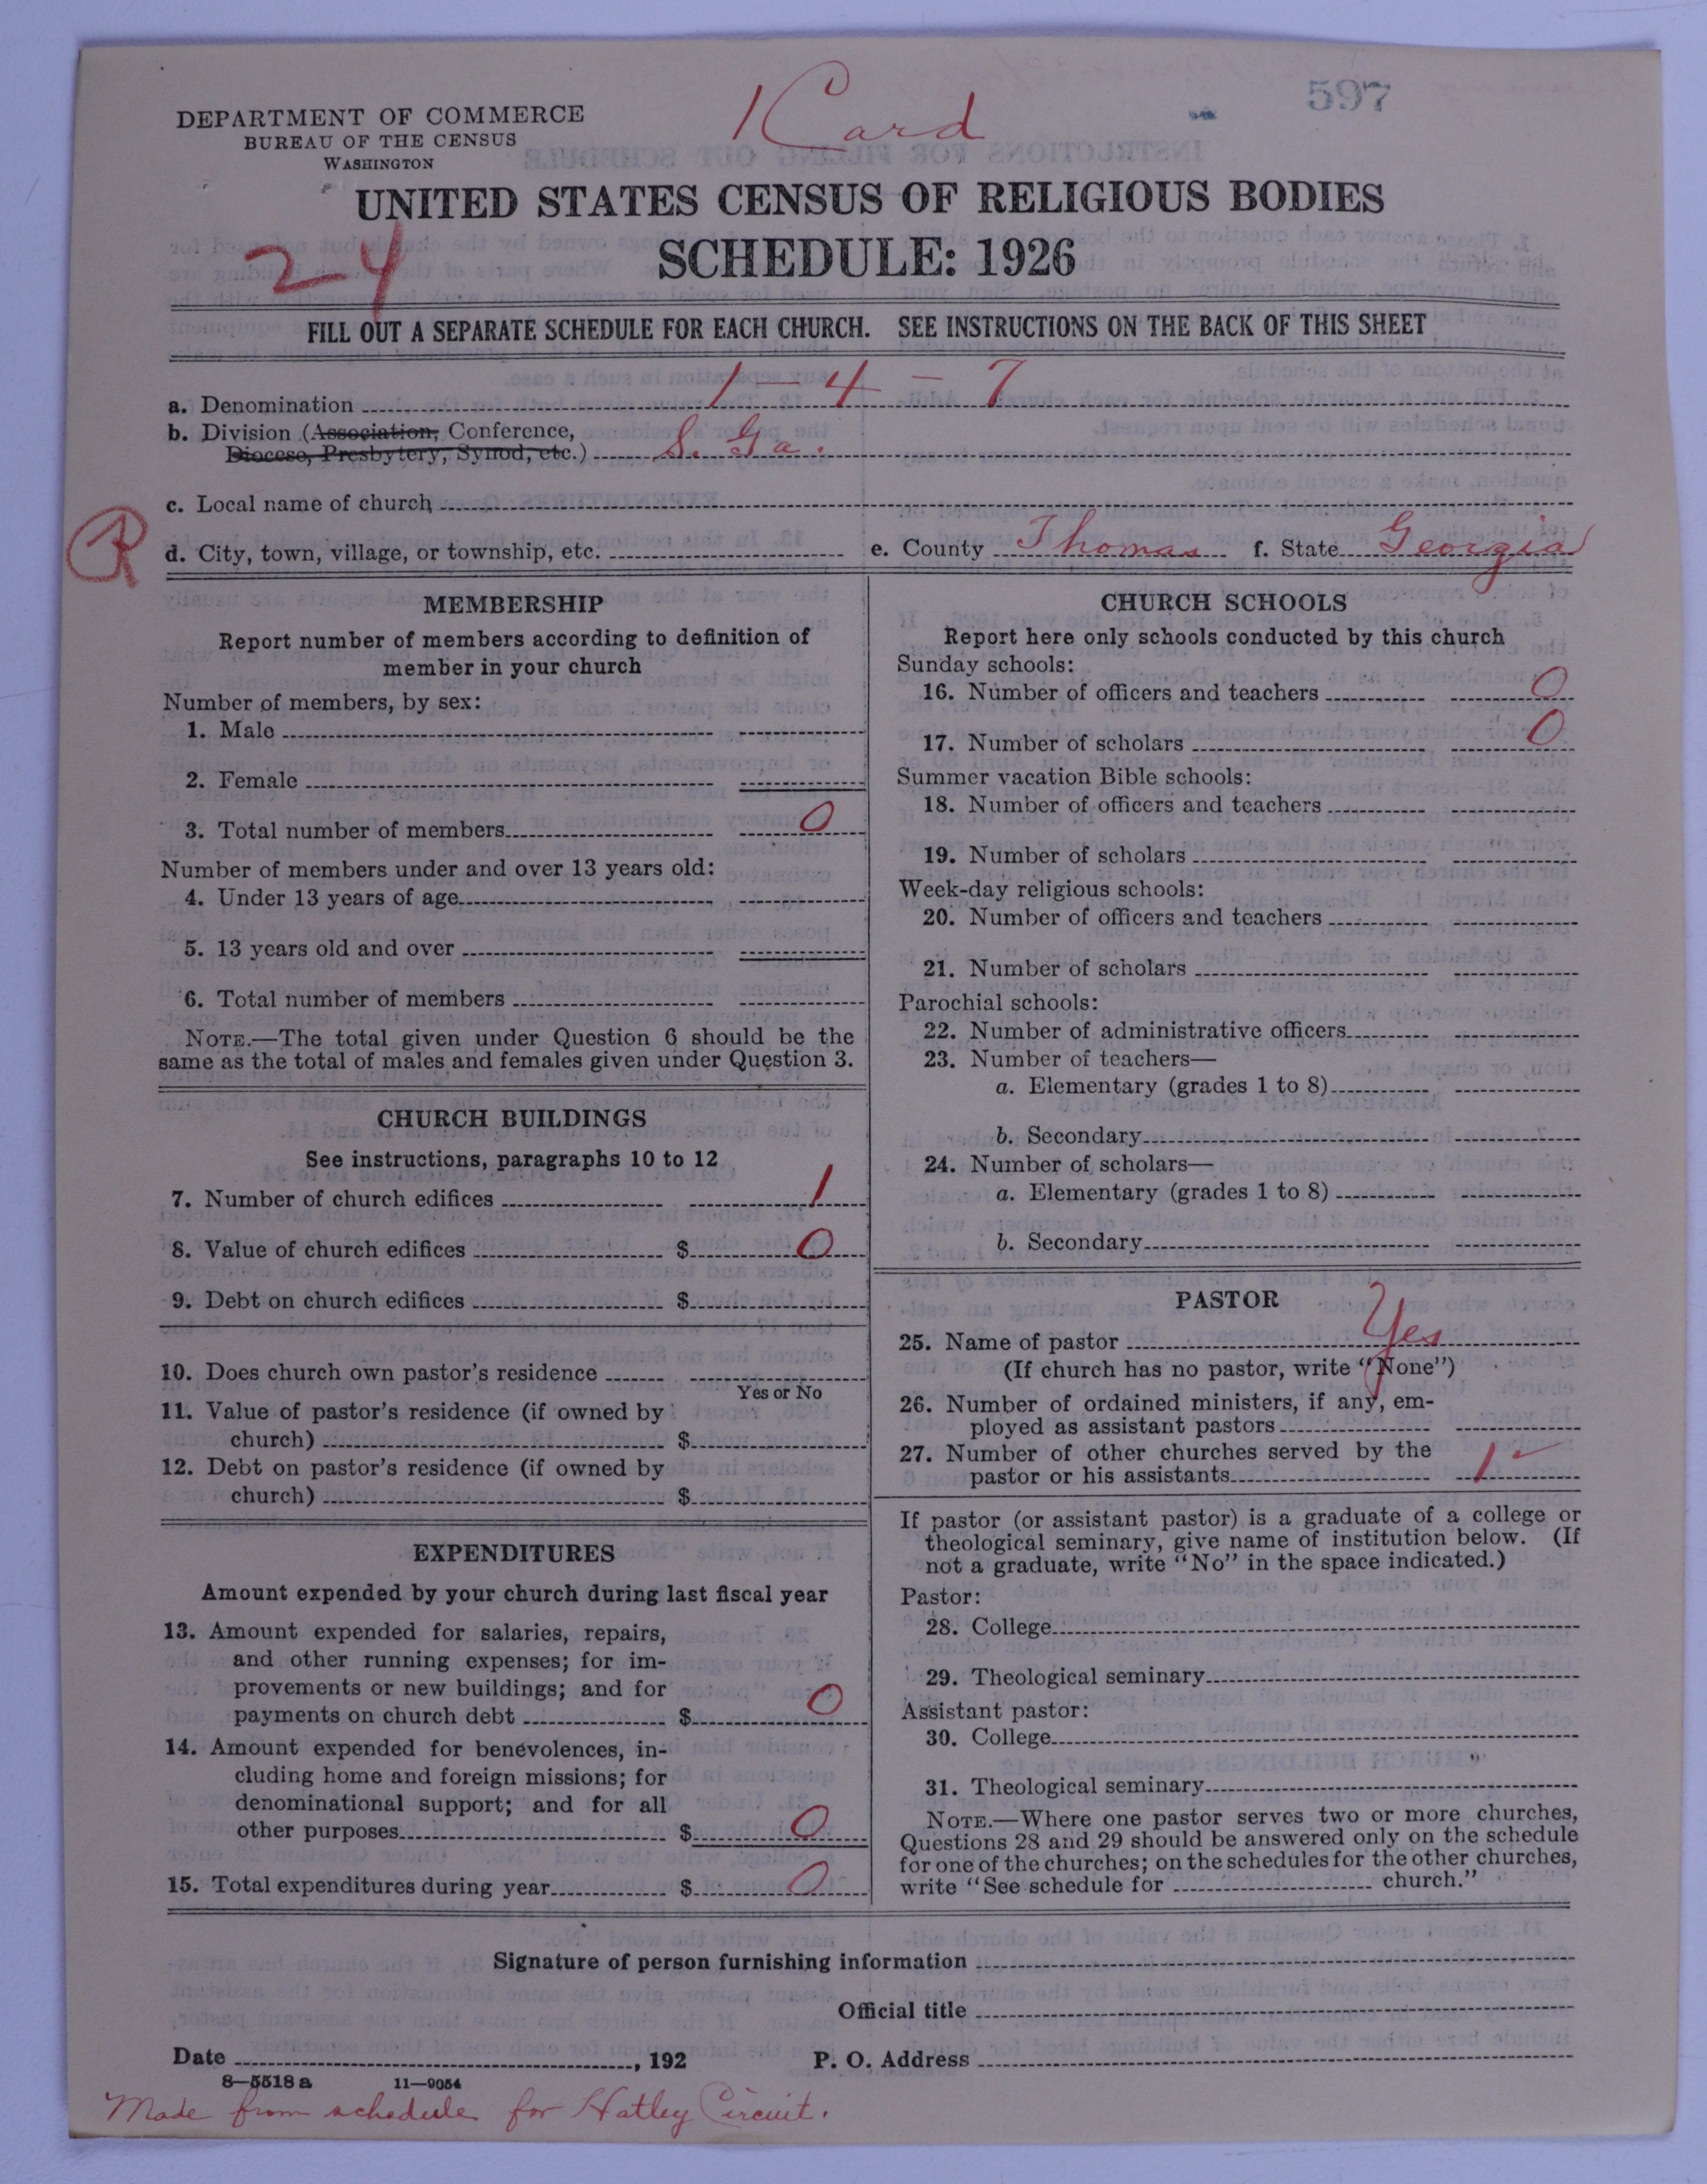 597
1 Card
DEPARTMENT OF COMMERCE
BUREAU OF THE CENSUS
WASHINGTON
UNITED STATES CENSUS OF RELIGIOUS BODIES
SCHEDULE: 1926
2-4
FILL OUT A SEPARATE SCHEDULE FOR EACH CHURCH. SEE INSTRUCTIONS ON THE BACK OF THIS SHEET
a. Denomination 1-4-7
b. Division (Association, Conference,
Diocese, Presbytery, Synod, etc.) S. Ga.
c. Local name of church
R
d. City, town, village, or township, etc. e. County Thomas f. State Georgia
MEMBERSHIP
Report number of members according to definition of
member in your church
Number of members, by sex:
1. Male
2. Female
3. Total number of members 0
Number of members under and over 13 years old:
4. Under 13 years of age
5. 13 years old and over
6. Total number of members
NOTE.—The total given under Question 6 should be the
same as the total of males and females given under Question 3.
CHURCH BUILDINGS
See instructions, paragraphs 10 to 12
7. Number of church edifices 1
8. Value of church edifices $ 0
9. Debt on church edifices $
10. Does church own pastor's residence
Yes or No
11. Value of pastor's residence (if owned by
church) $
12. Debt on pastor's residence (if owned by
church) $
EXPENDITURES
Amount expended by your church during last fiscal year
13. Amount expended for salaries, repairs,
and other running expenses; for im-
provements or new buildings; and for
payments on church debt $ 0
14. Amount expended for benevolences, in-
cluding home and foreign missions; for
denominational support; and for all
other purposes $ 0
15. Total expenditures during year $ 0
CHURCH SCHOOLS
Report here only schools conducted by this church
Sunday schools:
16. Number of officers and teachers 0
17. Number of scholars 0
Summer vacation Bible schools:
18. Number of officers and teachers
19. Number of scholars
Week-day religious schools:
20. Number of officers and teachers
21. Number of scholars
Parochial schools:
22. Number of administrative officers
23. Number of teachers—
a. Elementary (grades 1 to 8)
b. Secondary
24. Number of scholars—
a. Elementary (grades 1 to 8)
b. Secondary
PASTOR
25. Name of pastor Yes
(If church has no pastor, write "None")
26. Number of ordained ministers, if any, em-
ployed as assistant pastors
27. Number of other churches served by the
pastor or his assistants 1
If pastor (or assistant pastor) is a graduate of a college or
theological seminary, give name of institution below. (If
not a graduate, write "No" in the space indicated.)
Pastor:
28. College
29. Theological seminary
Assistant pastor:
30. College
31. Theological seminary
NOTE.—Where one pastor serves two or more churches,
Questions 28 and 29 should be answered only on the schedule
for one of the churches; on the schedules for the other churches,
write "See schedule for church."
Signature of person furnishing information
Official title
Date , 192 P. O. Address
8—5518a 11—9054
Made from schedule for Hatley Circuit.